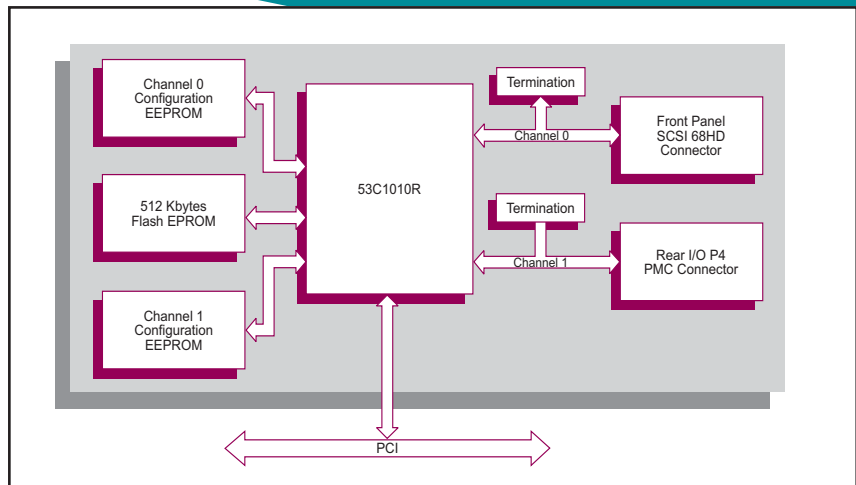 Channel 0
Configuration
EEPROM
512 Kbytes
Flash EPROM
Channel 1
Configuration
EEPROM
53C1010R
Termination
Channel 0
Front Panel
SCSI 68HD
Connector
Termination
Channel 1
Rear I/O P4
PMC Connector
PCI